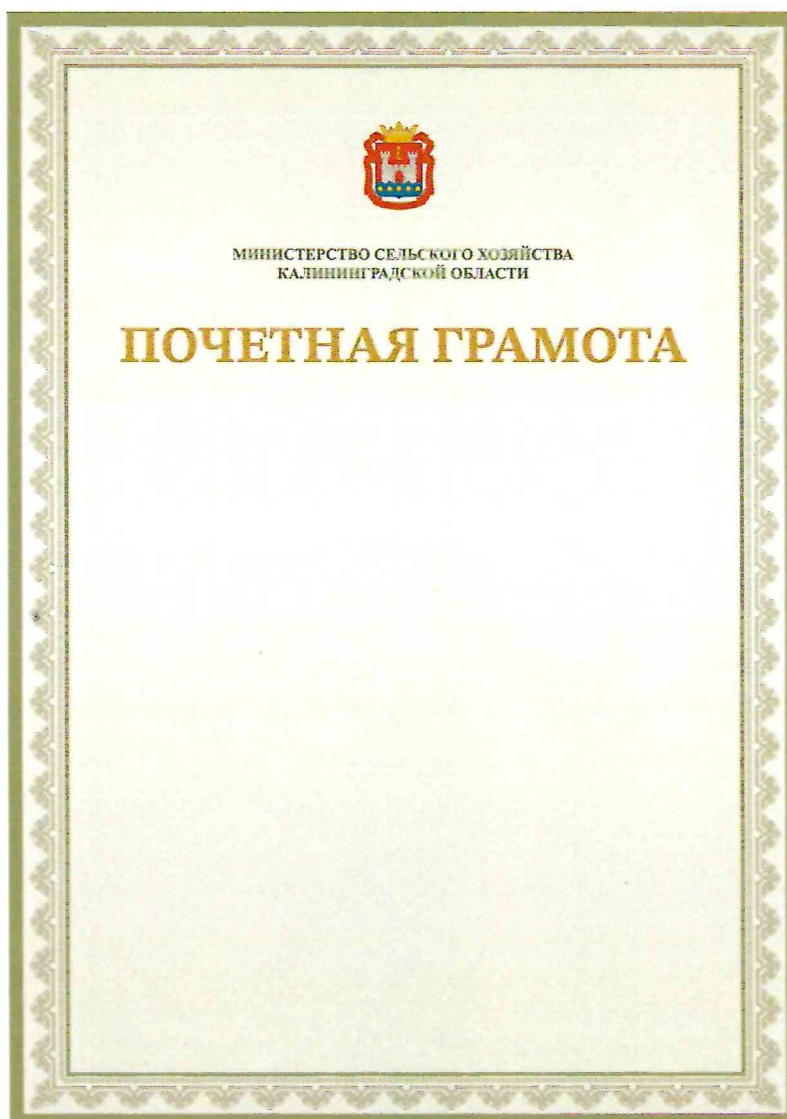 МИНИСТЕРСТВО СЕЛЬСКОГО ХОЗЯЙСТВА
КАЛИНИНГРАДСКОЙ ОБЛАСТИ
ПОЧЕТНАЯ ГРАМОТА